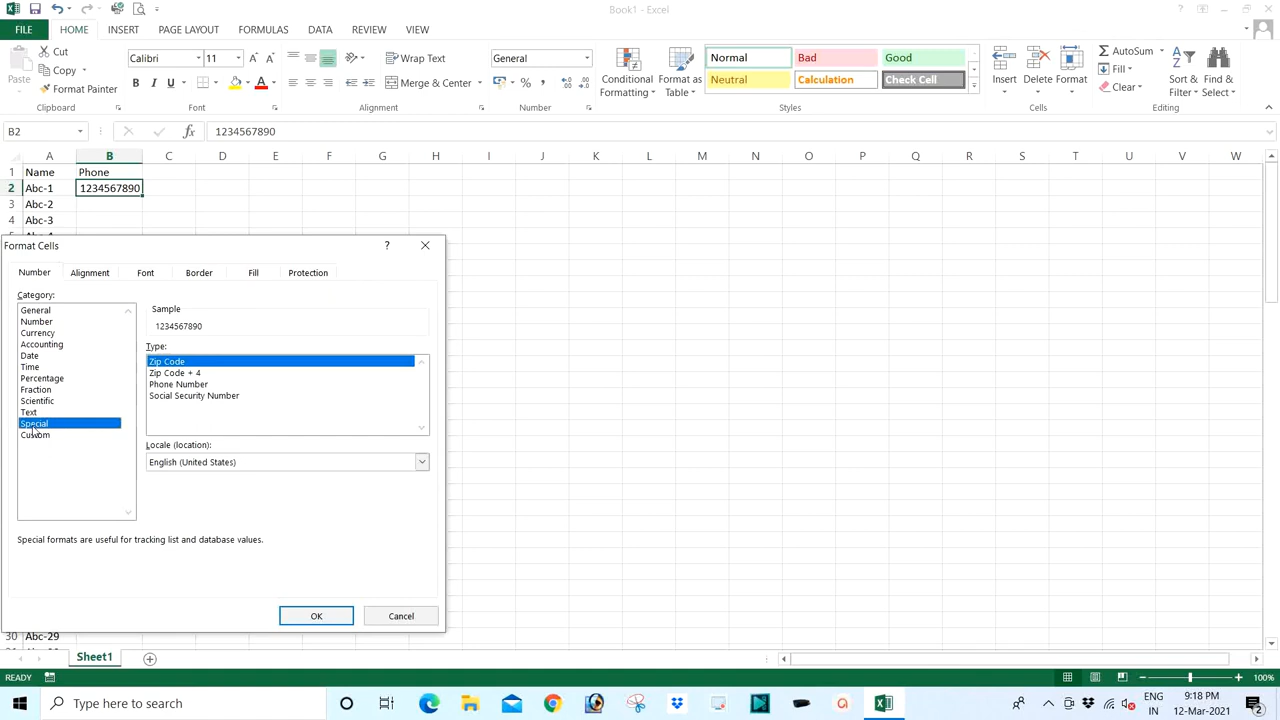 Book1 - Excel
FILE
HOME
INSERT
PAGE LAYOUT
FORMULAS
DATA
REVIEW
VIEW
Paste
Cut
Copy
Format Painter
Clipboard
Calibri
11
B I U
Font
Wrap Text
Merge & Center
Alignment
General
Number
Conditional Formatting
Format as Table
Normal
Bad
Good
Neutral
Calculation
Check Cell
Styles
Insert
Delete
Format
Cells
AutoSum
Fill
Clear
Sort & Filter
Find & Select
Editing
B2
fx
1234567890
A B C D E F G H I J K L M N O P Q R S T U V W
1 Name Phone
2 Abc-1 1234567890
3 Abc-2
4 Abc-3
Format Cells
Number
Alignment
Font
Border
Fill
Protection
Category:
General
Number
Currency
Accounting
Date
Time
Percentage
Fraction
Scientific
Text
Special
Custom
Sample
1234567890
Type:
Zip Code
Zip Code + 4
Phone Number
Social Security Number
Locale (location):
English (United States)
Special formats are useful for tracking list and database values.
OK
Cancel
30 Abc-29
Sheet1
READY
100%
Type here to search
ENG
IN
9:18 PM
12-Mar-2021
2